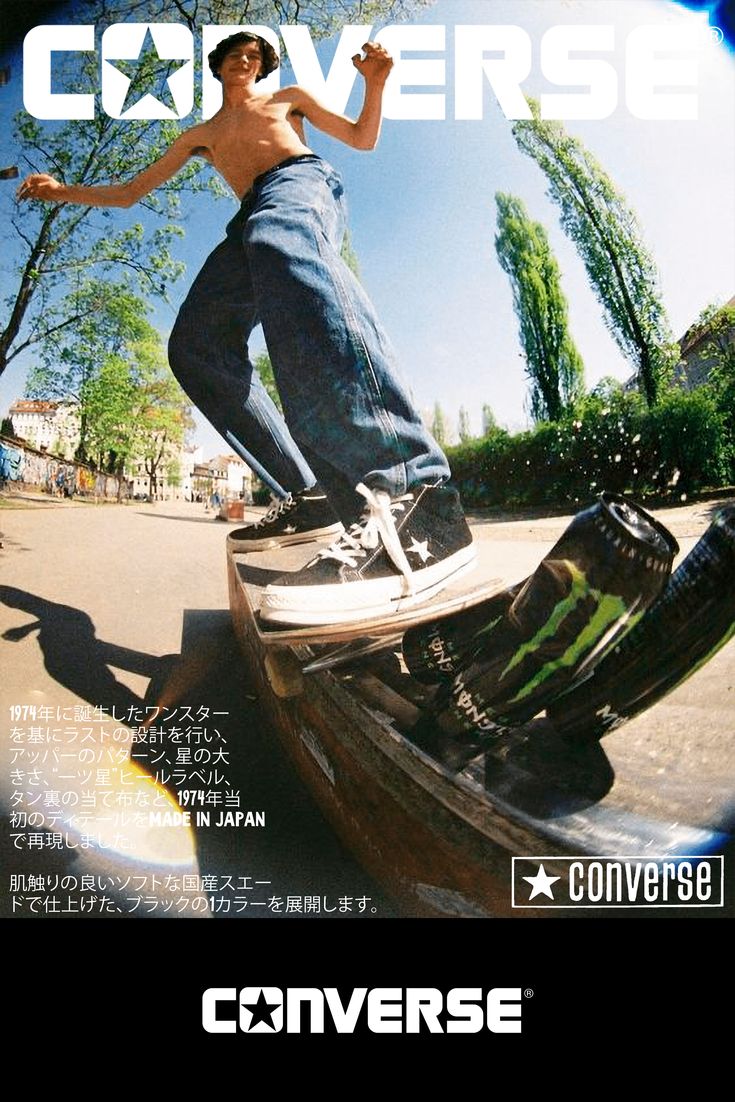 CONVERSE®
1974年に誕生したワンスター
を基にラストの設計を行い、
アッパーのパターン、星の大
きさ、“一ツ星”ヒールラベル、
タン裏の当て布など、1974年当
初のディテールをMADE IN JAPAN
で再現しました。
肌触りの良いソフトな国産スエー
ドで仕上げた、ブラックの1カラーを展開します。
converse
CONVERSE®